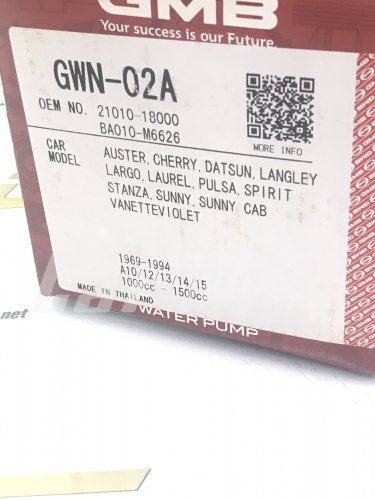 GMB
Your success is our Future.
GWN-02A
OEM NO. 21010-18000
BA010-M6626
MORE INFO
CAR MODEL
AUSTER, CHERRY, DATSUN, LANGLEY
LARGO, LAUREL, PULSA, SPIRIT
STANZA, SUNNY, SUNNY CAB
VANETTEVIOLET
1969-1994
A10/12/13/14/15
1000cc - 1500cc
MADE IN THAILAND
WATER PUMP
.net